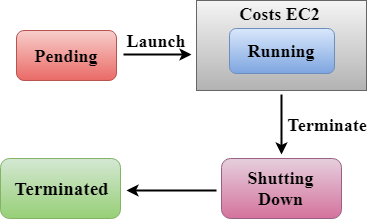 Costs EC2
Pending
Launch
Running
Terminate
Terminated
Shutting
Down